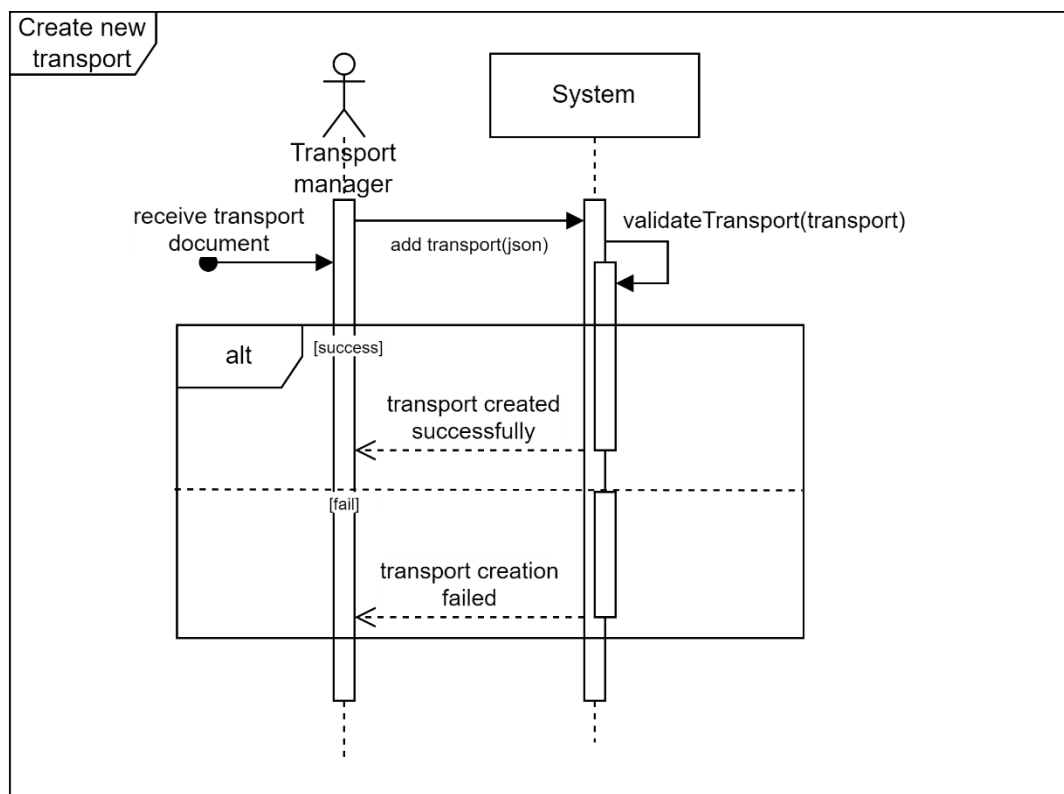 Create new
transport
System
Transport
manager
receive transport
document
add transport(json)
validateTransport(transport)
alt
[success]
transport created
successfully
[fail]
transport creation
failed